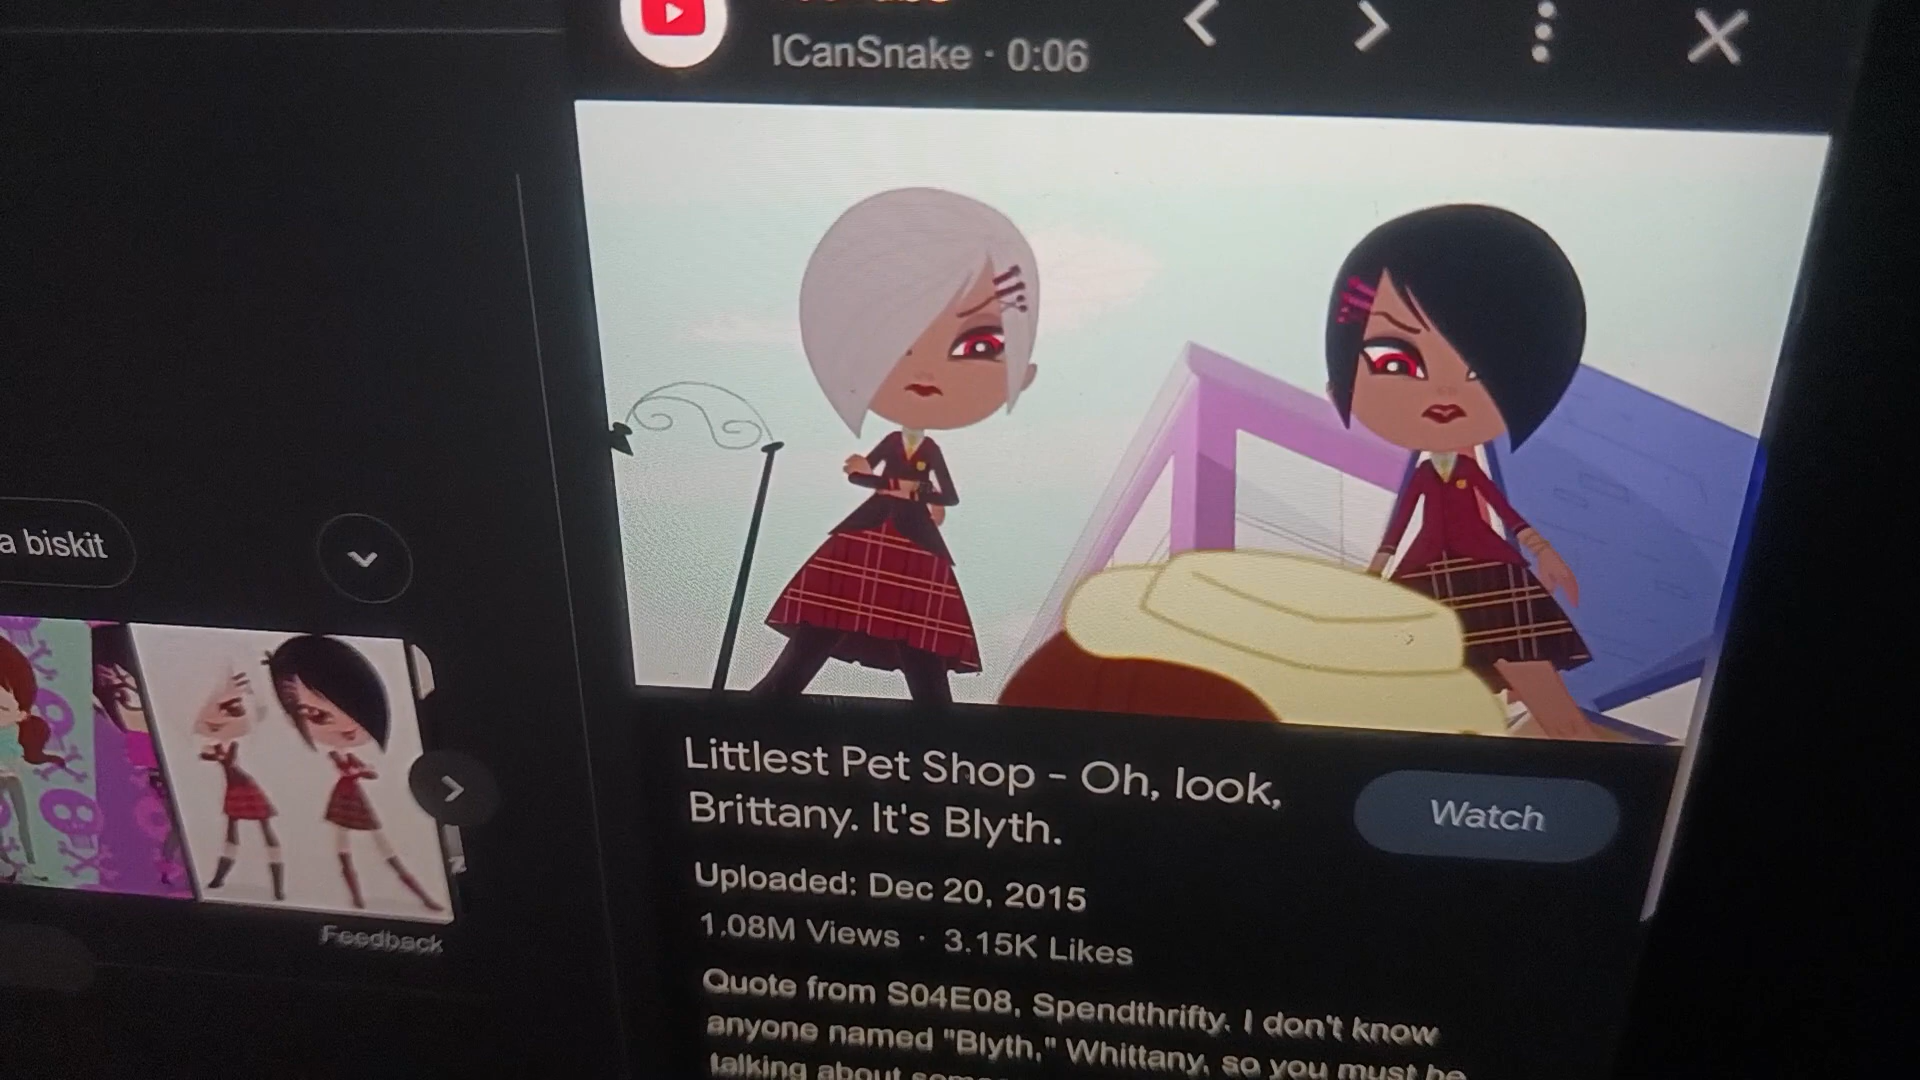 ICanSnake · 0:06
a biskit
Littlest Pet Shop - Oh, look,
Brittany. It's Blyth.
Watch
Uploaded: Dec 20, 2015
1.08M Views · 3.15K Likes
Feedback
Quote from S04E08, Spendthrifty. I don't know
anyone named "Blyth," Whittany, so you must be
talking about